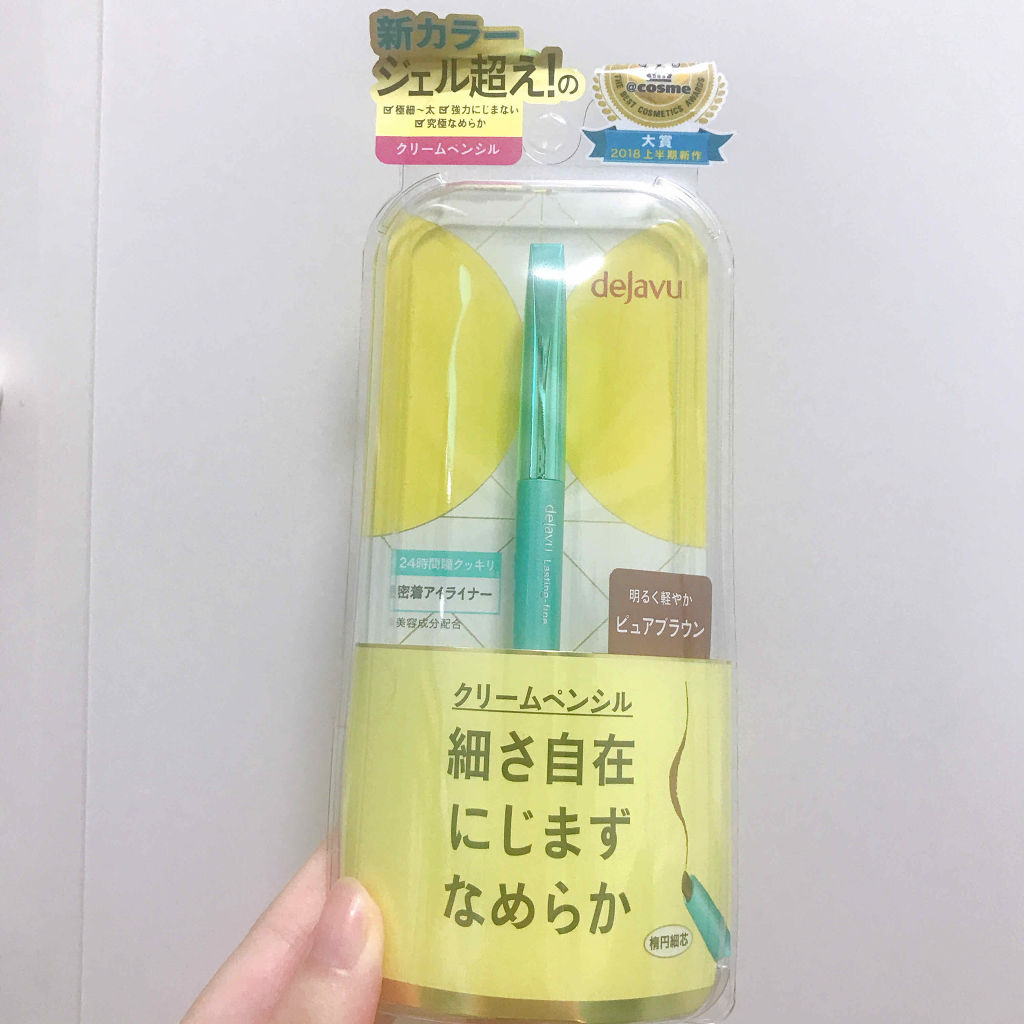 新カラー
ジェル超え!の
極細～太 強力にじまない
究極なめらか
クリームペンシル
@cosme
THE BEST COSMETICS AWARDS
大賞
2018上半期新作
dejavu
dejavu Lasting-fine
24時間瞳クッキリ
密着アイライナー
美容成分配合
明るく軽やか
ピュアブラウン
クリームペンシル
細さ自在
にじまず
なめらか
楕円細芯